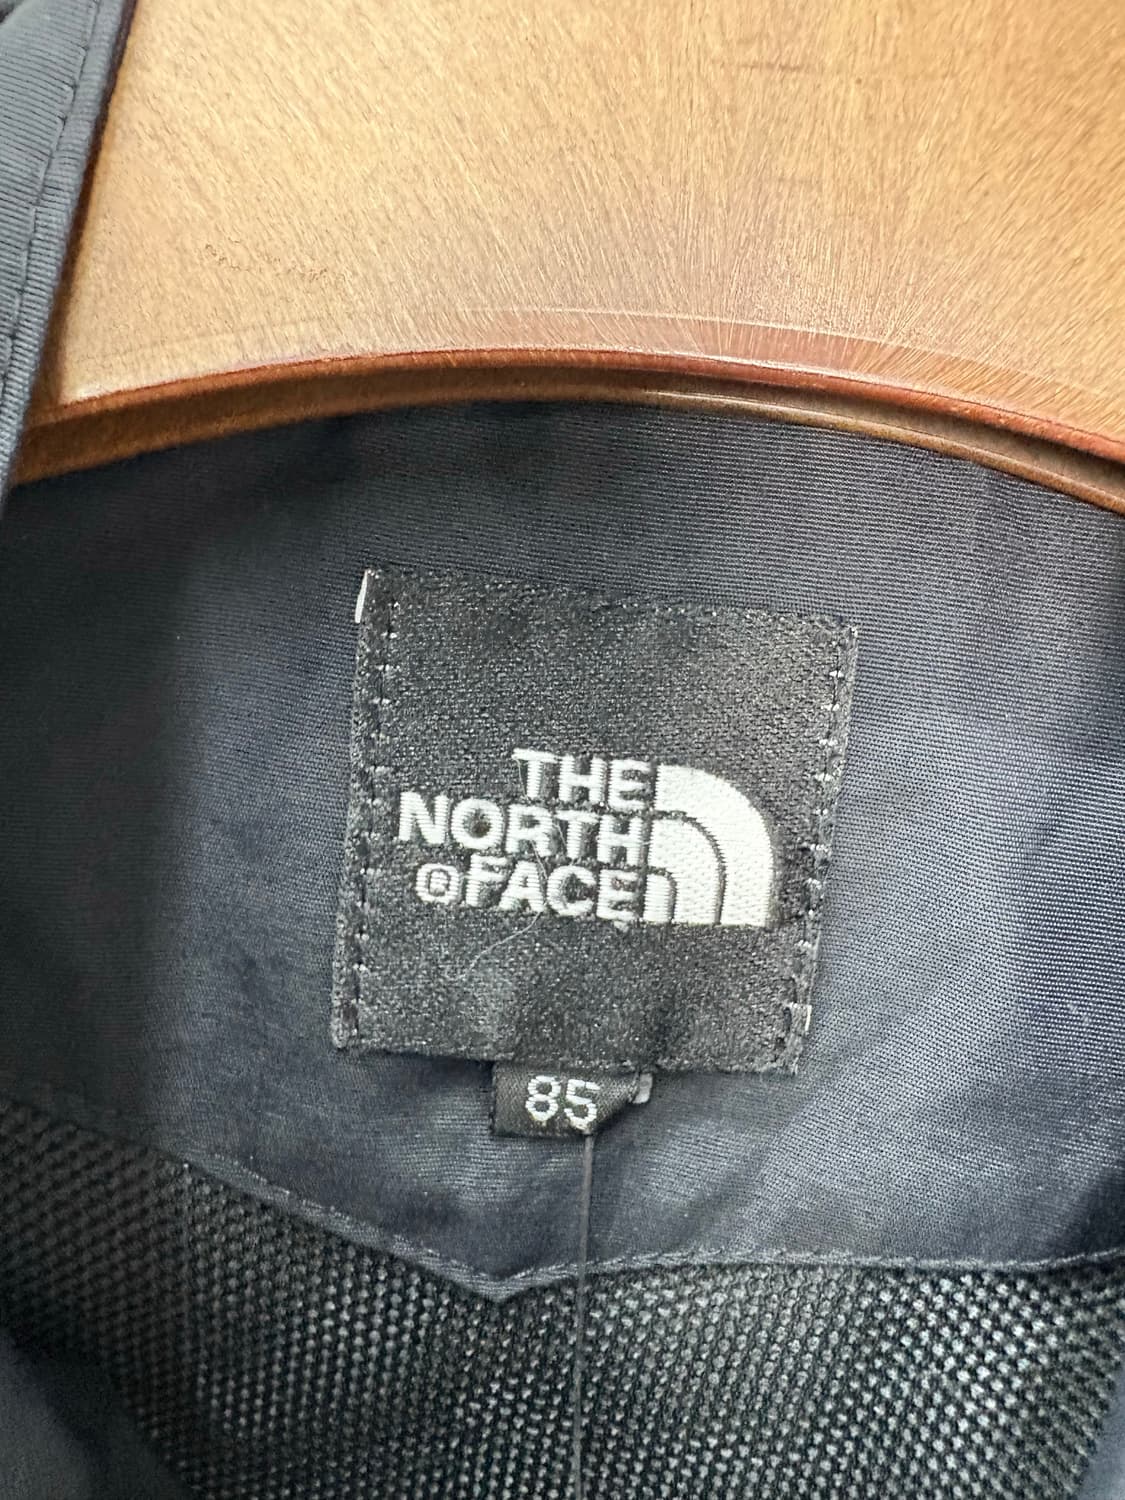 THE
NORTH
®FACE
85